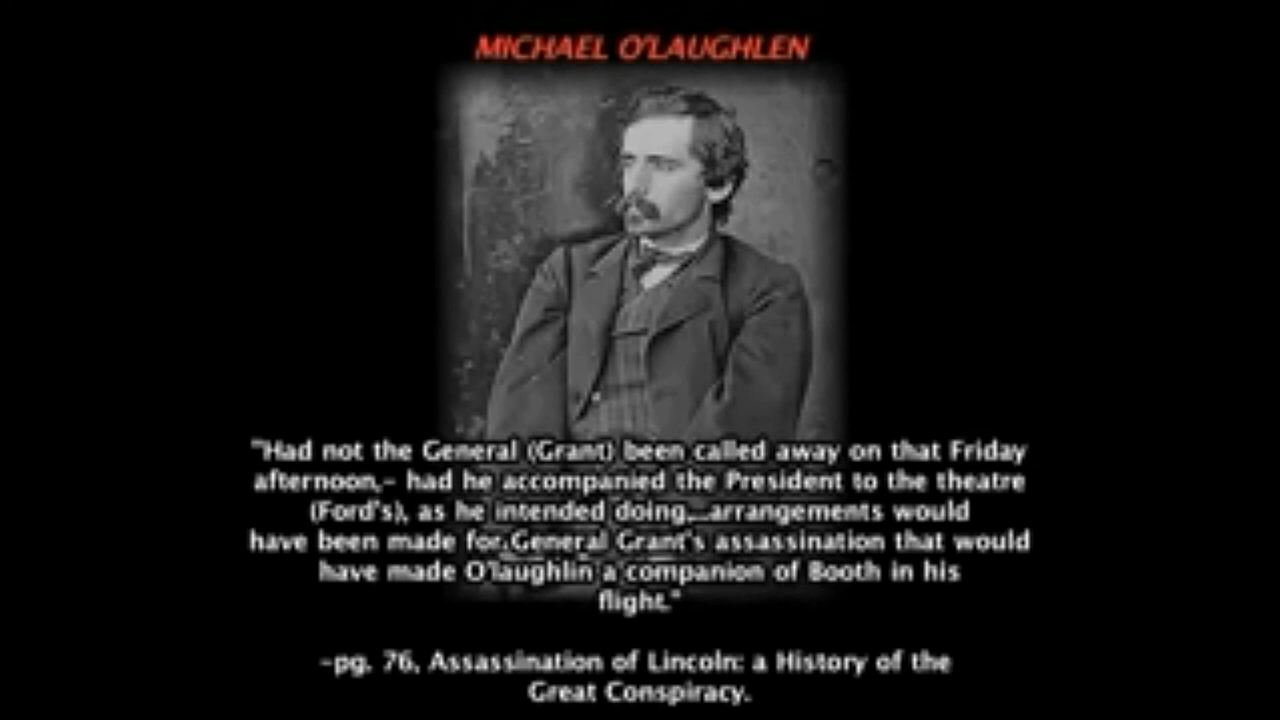 MICHAEL O'LAUGHLEN
"Had not the General (Grant) been called away on that Friday
afternoon,- had he accompanied the President to the theatre
(Ford's), as he intended doing,...arrangements would
have been made for General Grant's assassination that would
have made O'laughlin a companion of Booth in his
flight."
-pg. 76, Assassination of Lincoln: a History of the
Great Conspiracy.